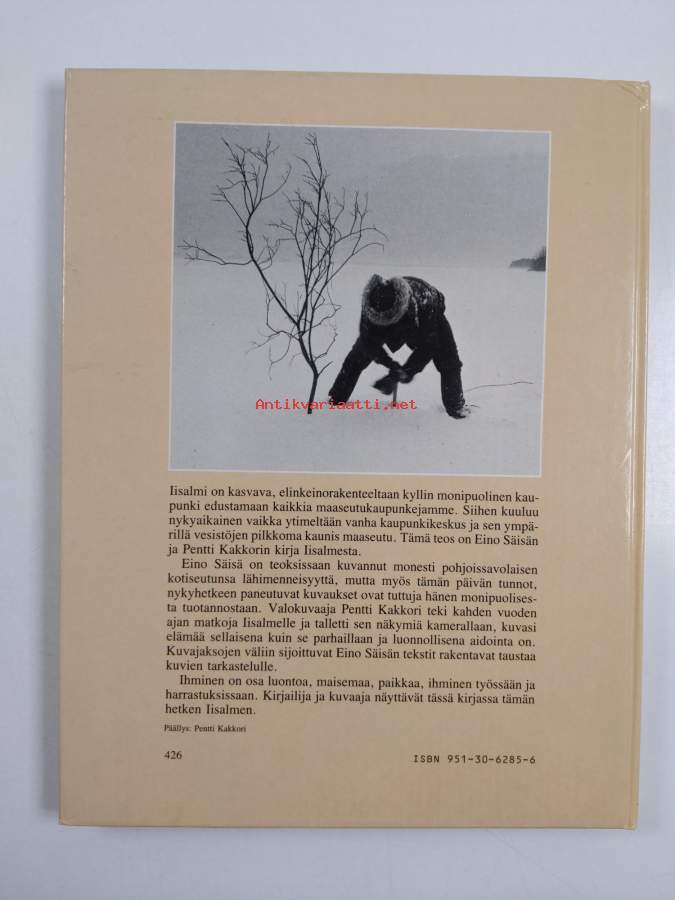 Antikvariaatti.net
Iisalmi on kasvava, elinkeinorakenteeltaan kyllin monipuolinen kau-
punki edustamaan kaikkia maaseutukaupunkejamme. Siihen kuuluu
nykyaikainen vaikka ytimeltään vanha kaupunkikeskus ja sen ympä-
rillä vesistöjen pilkkoma kaunis maaseutu. Tämä teos on Eino Säisän
ja Pentti Kakkorin kirja Iisalmesta.
Eino Säisä on teoksissaan kuvannut monesti pohjoissavolaisen
kotiseutunsa lähimenneisyyttä, mutta myös tämän päivän tunnot,
nykyhetkeen paneutuvat kuvaukset ovat tuttuja hänen monipuolises-
ta tuotannostaan. Valokuvaaja Pentti Kakkori teki kahden vuoden
ajan matkoja Iisalmelle ja talletti sen näkymiä kamerallaan, kuvasi
elämää sellaisena kuin se parhaillaan ja luonnollisena aidointa on.
Kuvajaksojen väliin sijoittuvat Eino Säisän tekstit rakentavat taustaa
kuvien tarkastelulle.
Ihminen on osa luontoa, maisemaa, paikkaa, ihminen työssään ja
harrastuksissaan. Kirjailija ja kuvaaja näyttävät tässä kirjassa tämän
hetken Iisalmen.
Päällys: Pentti Kakkori
426
ISBN 951-30-6285-6